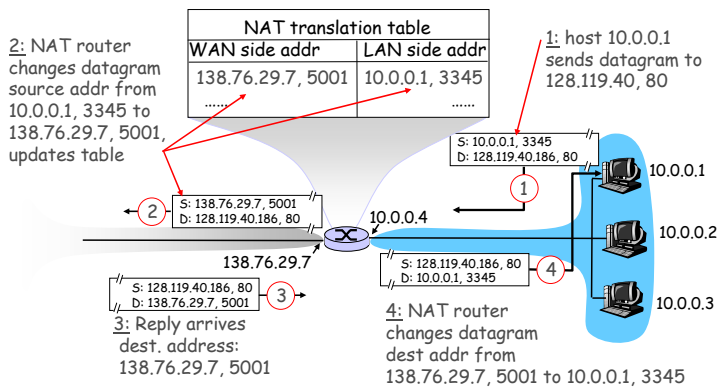 NAT translation table
WAN side addr LAN side addr
138.76.29.7, 5001 10.0.0.1, 3345
...... ......
2: NAT router
changes datagram
source addr from
10.0.0.1, 3345 to
138.76.29.7, 5001,
updates table
1: host 10.0.0.1
sends datagram to
128.119.40, 80
S: 10.0.0.1, 3345
D: 128.119.40.186, 80
1
10.0.0.1
S: 138.76.29.7, 5001
D: 128.119.40.186, 80
2
10.0.0.4
10.0.0.2
138.76.29.7
S: 128.119.40.186, 80
D: 10.0.0.1, 3345
4
S: 128.119.40.186, 80
D: 138.76.29.7, 5001
3
10.0.0.3
3: Reply arrives
dest. address:
138.76.29.7, 5001
4: NAT router
changes datagram
dest addr from
138.76.29.7, 5001 to 10.0.0.1, 3345